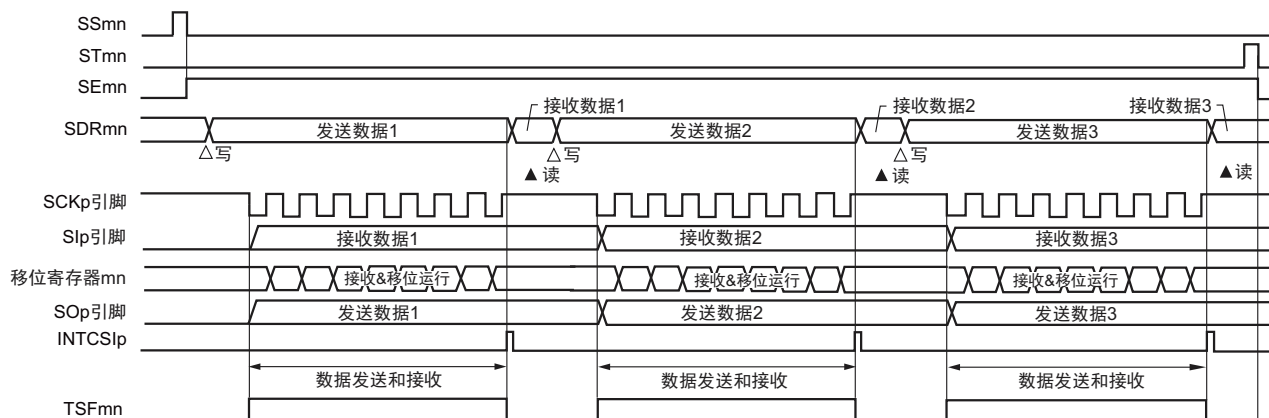 SSmn
STmn
SEmn
接收数据1 接收数据2 接收数据3
SDRmn 发送数据1 发送数据2 发送数据3
△写 △写 △写
▲读 ▲读 ▲读
SCKp引脚
SIp引脚 接收数据1 接收数据2 接收数据3
移位寄存器mn 接收&移位运行 接收&移位运行 接收&移位运行
SOp引脚 发送数据1 发送数据2 发送数据3
INTCSIp
数据发送和接收 数据发送和接收 数据发送和接收
TSFmn